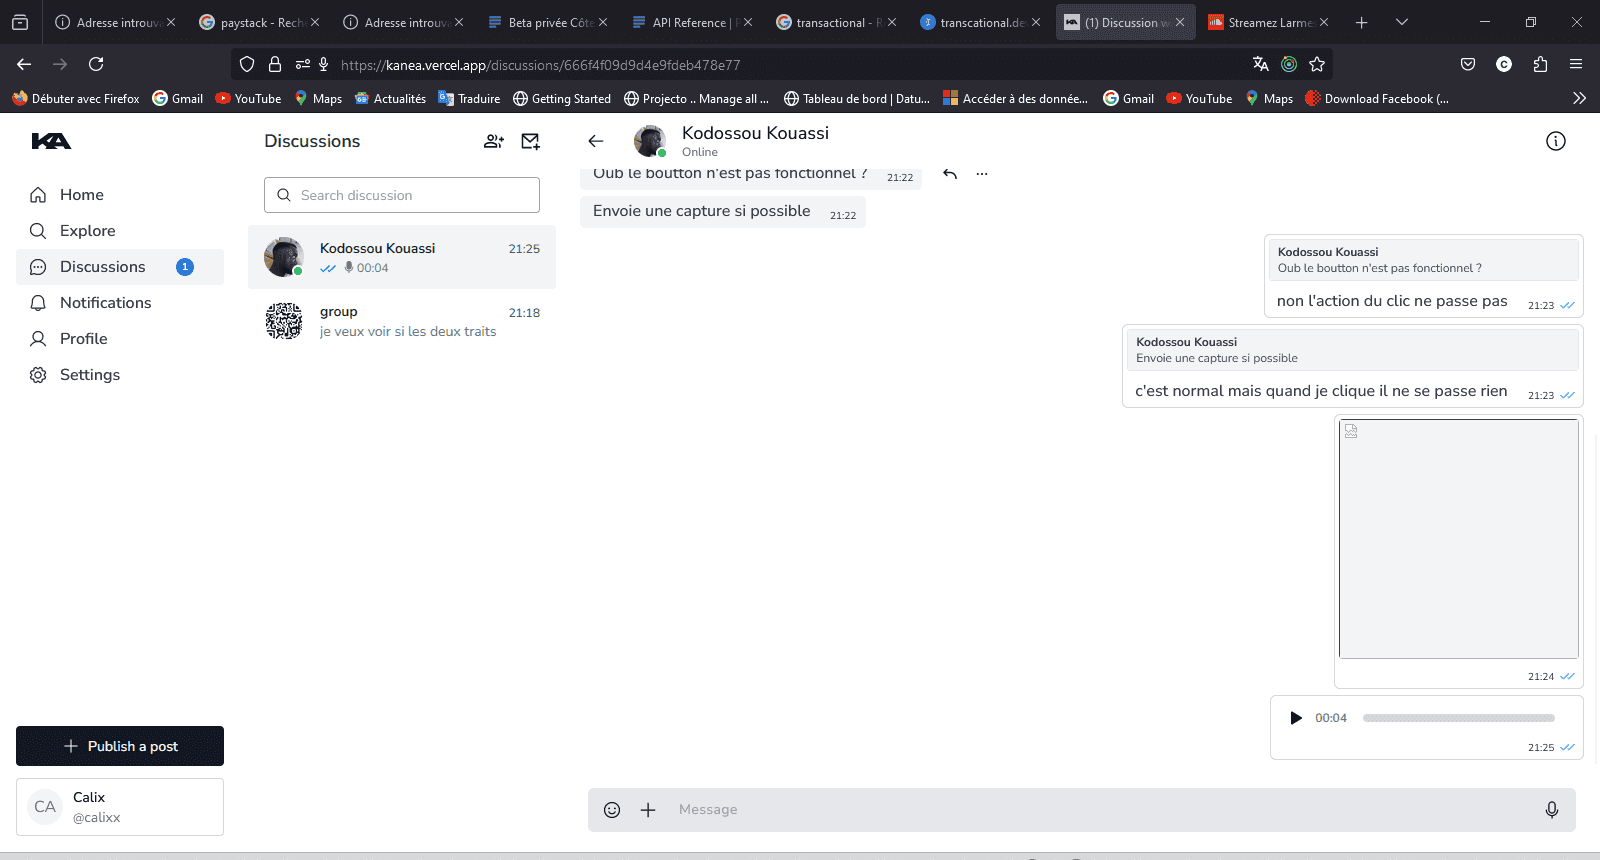 Adresse introuva
paystack - Rech
Adresse introuva
Beta privée Côte
API Reference | P
transactional - R
transcational.de
(1) Discussion w
Streamez Larme
https://kanea.vercel.app/discussions/666f4f09d9d4e9fdeb478e77
Débuter avec Firefox
Gmail
YouTube
Maps
Actualités
Traduire
Getting Started
Projecto .. Manage all ...
Tableau de bord | Datu...
Accéder à des donnée...
Gmail
YouTube
Maps
Download Facebook (...
KA
Home
Explore
Discussions 1
Notifications
Profile
Settings
+ Publish a post
CA
Calix
@calixx
Discussions
Search discussion
Kodossou Kouassi 21:25
00:04
group 21:18
je veux voir si les deux traits
Kodossou Kouassi
Online
Oub le boutton n'est pas fonctionnel ? 21:22
Envoie une capture si possible 21:22
Kodossou Kouassi
Oub le boutton n'est pas fonctionnel ?
non l'action du clic ne passe pas 21:23
Kodossou Kouassi
Envoie une capture si possible
c'est normal mais quand je clique il ne se passe rien 21:23
21:24
00:04
21:25
Message